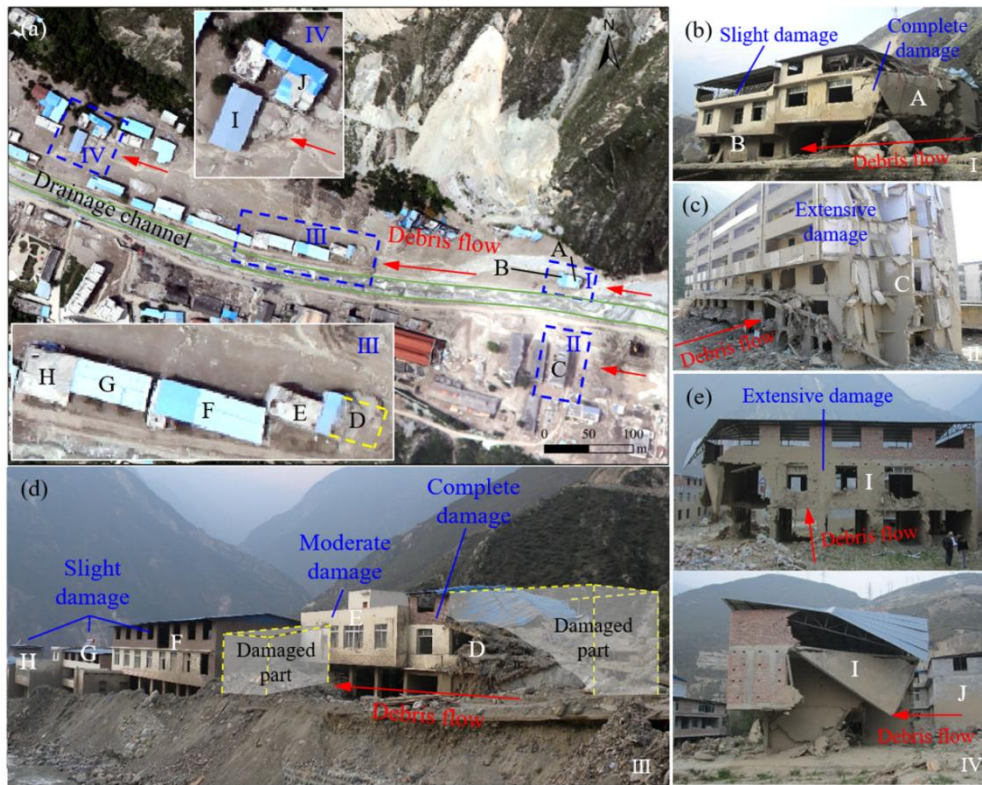 (a)
IV
J
I
N
IV
Drainage channel
III
Debris flow
A
B
I
II
C
III
H
G
F
E
D
0
50
100
m
(b)
Slight damage
Complete
damage
A
B
Debris flow
I
(c)
Extensive
damage
C
Debris flow
II
(d)
Complete
damage
Moderate
damage
Slight
damage
H
G
F
E
D
Damaged
part
Damaged
part
Debris flow
III
(e)
Extensive damage
I
Debris flow
I
J
Debris flow
IV